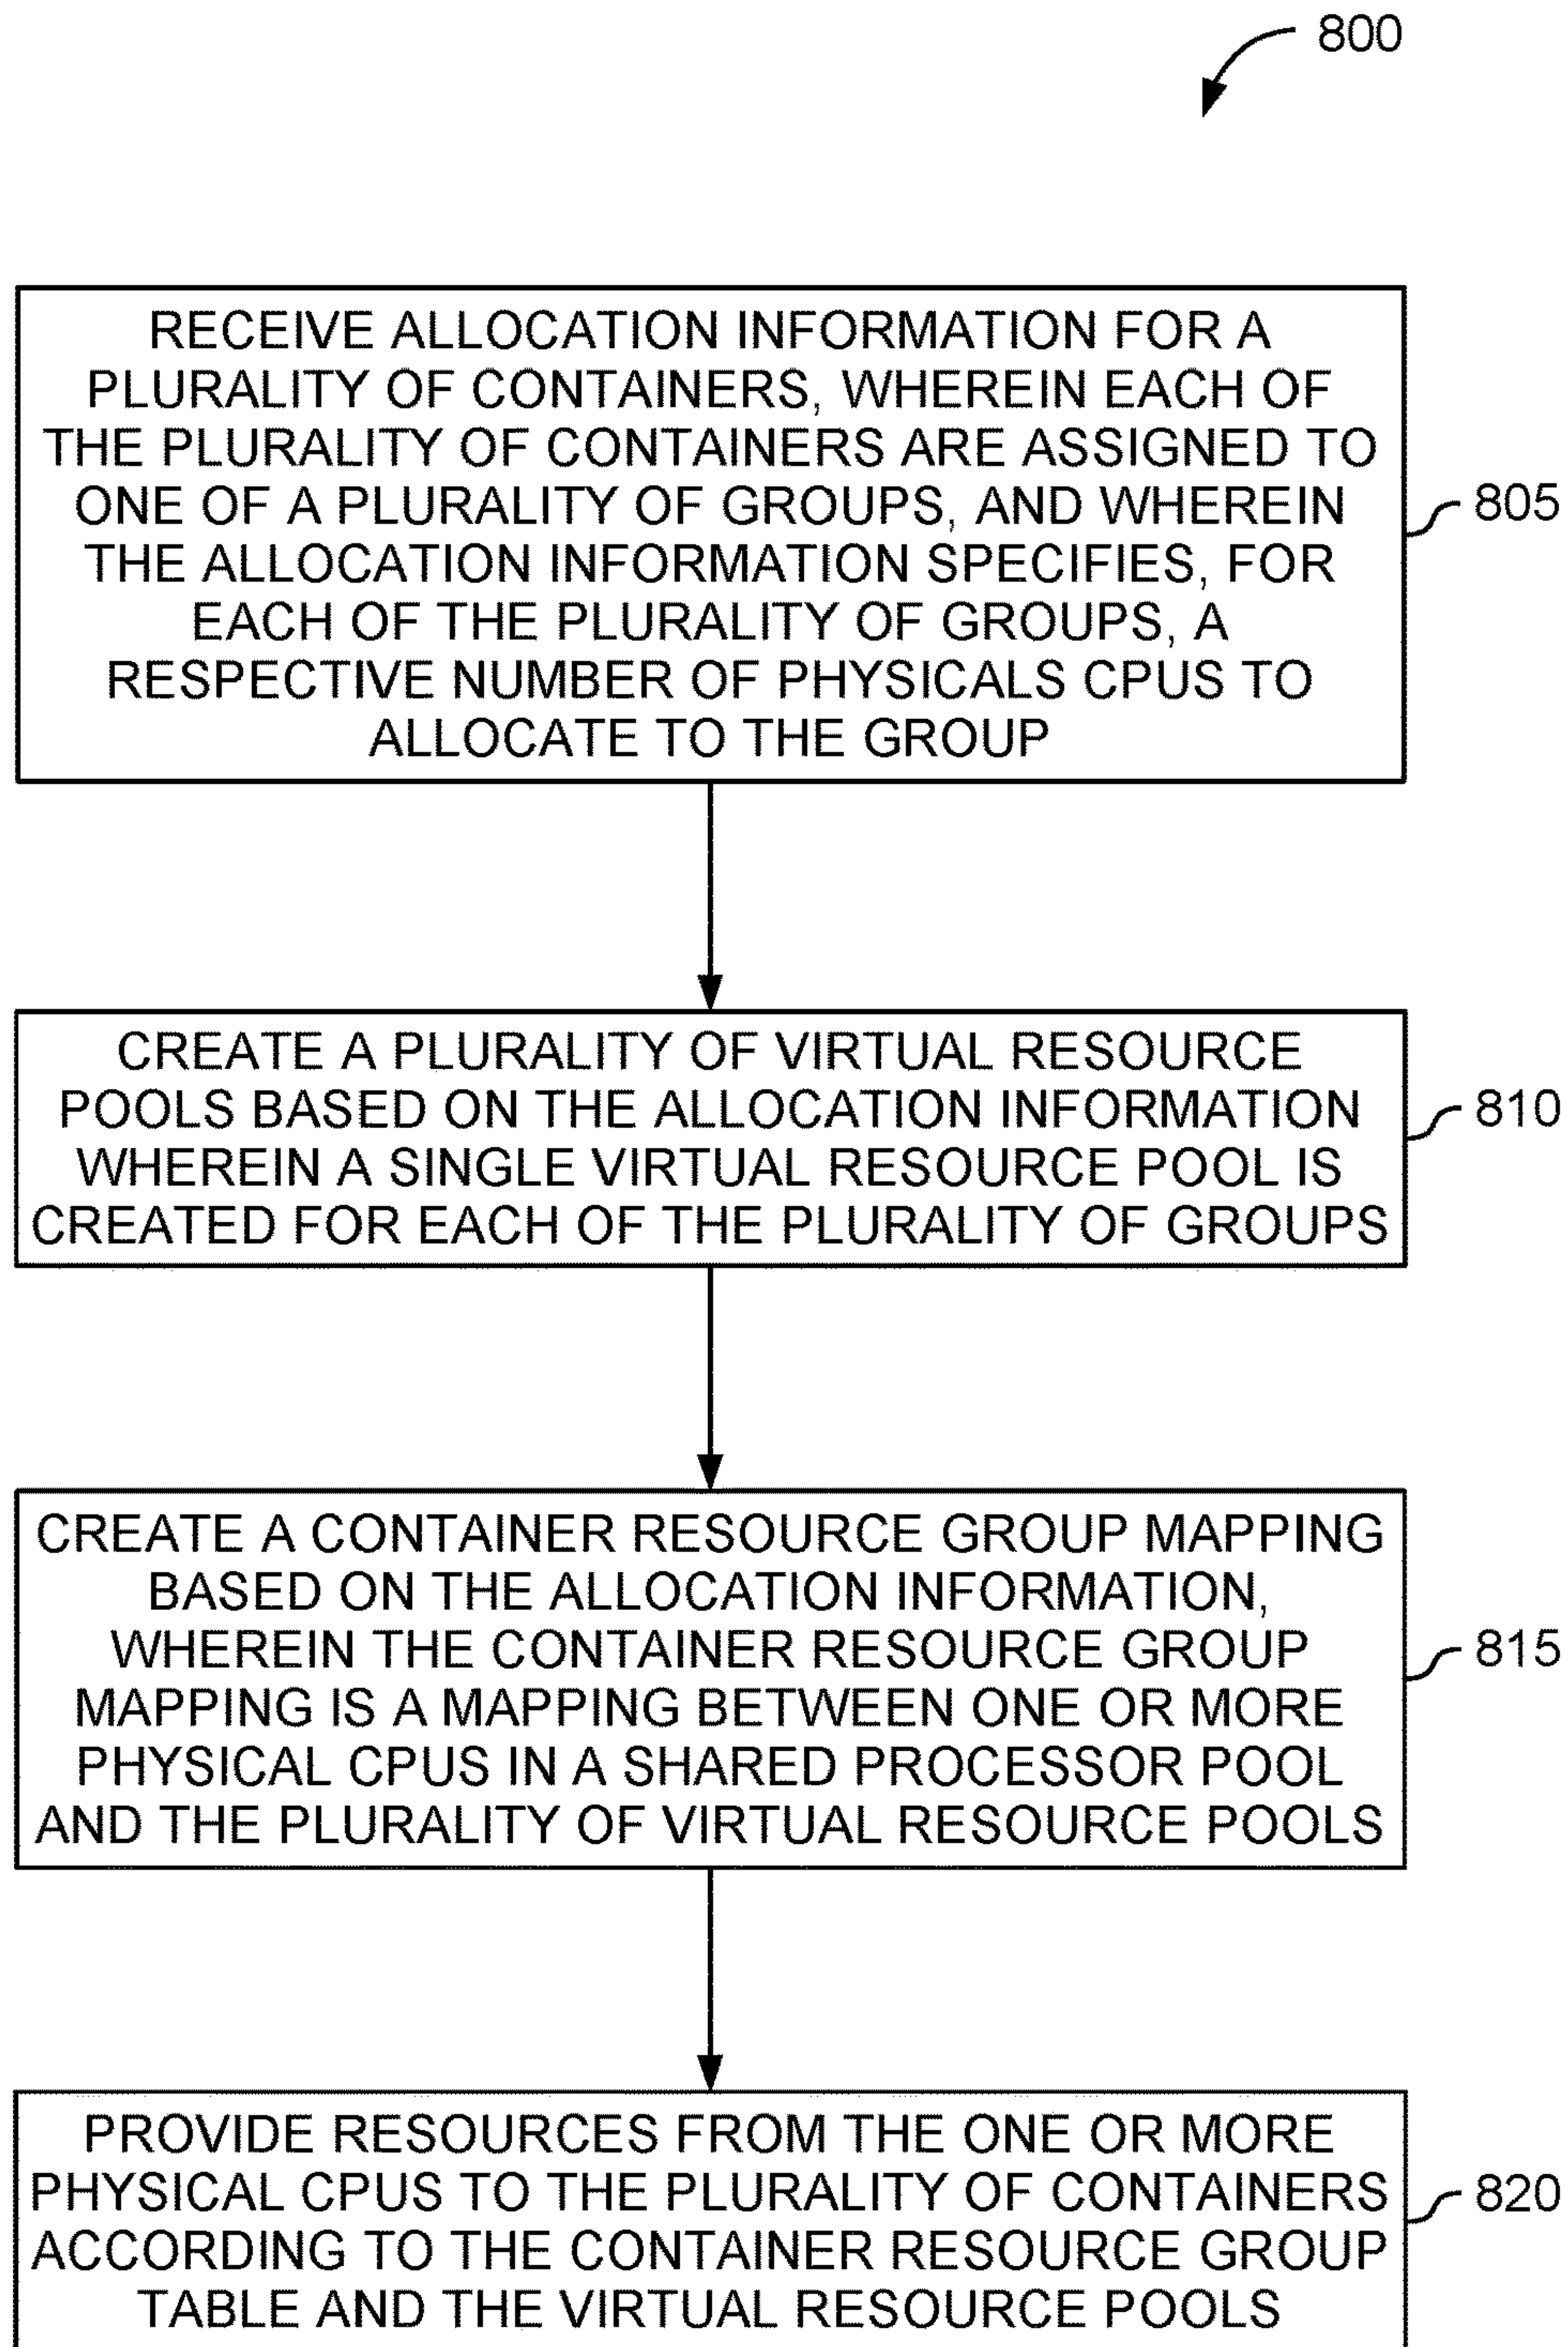 800
RECEIVE ALLOCATION INFORMATION FOR A
PLURALITY OF CONTAINERS, WHEREIN EACH OF
THE PLURALITY OF CONTAINERS ARE ASSIGNED TO
ONE OF A PLURALITY OF GROUPS, AND WHEREIN
THE ALLOCATION INFORMATION SPECIFIES, FOR
EACH OF THE PLURALITY OF GROUPS, A
RESPECTIVE NUMBER OF PHYSICALS CPUS TO
ALLOCATE TO THE GROUP
805
CREATE A PLURALITY OF VIRTUAL RESOURCE
POOLS BASED ON THE ALLOCATION INFORMATION
WHEREIN A SINGLE VIRTUAL RESOURCE POOL IS
CREATED FOR EACH OF THE PLURALITY OF GROUPS
810
CREATE A CONTAINER RESOURCE GROUP MAPPING
BASED ON THE ALLOCATION INFORMATION,
WHEREIN THE CONTAINER RESOURCE GROUP
MAPPING IS A MAPPING BETWEEN ONE OR MORE
PHYSICAL CPUS IN A SHARED PROCESSOR POOL
AND THE PLURALITY OF VIRTUAL RESOURCE POOLS
815
PROVIDE RESOURCES FROM THE ONE OR MORE
PHYSICAL CPUS TO THE PLURALITY OF CONTAINERS
ACCORDING TO THE CONTAINER RESOURCE GROUP
TABLE AND THE VIRTUAL RESOURCE POOLS
820